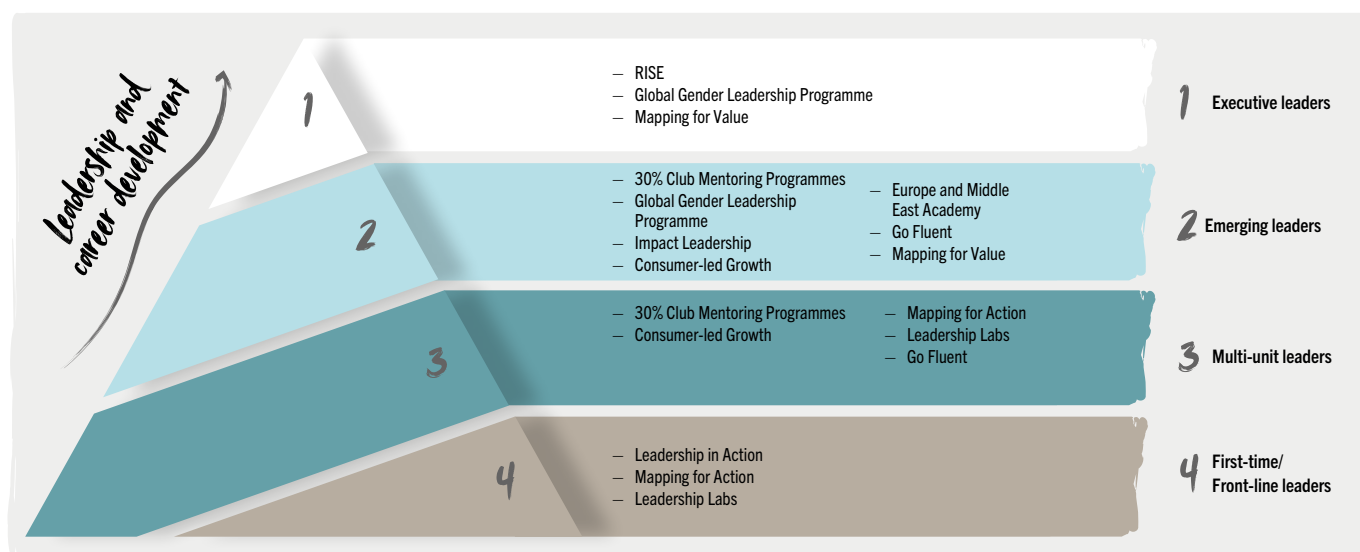 Leadership and
career development
1
— RISE
— Global Gender Leadership Programme
— Mapping for Value
1 Executive leaders
2
— 30% Club Mentoring Programmes
— Global Gender Leadership
Programme
— Impact Leadership
— Consumer-led Growth
— Europe and Middle
East Academy
— Go Fluent
— Mapping for Value
2 Emerging leaders
3
— 30% Club Mentoring Programmes
— Consumer-led Growth
— Mapping for Action
— Leadership Labs
— Go Fluent
3 Multi-unit leaders
4
— Leadership in Action
— Mapping for Action
— Leadership Labs
4 First-time/
Front-line leaders